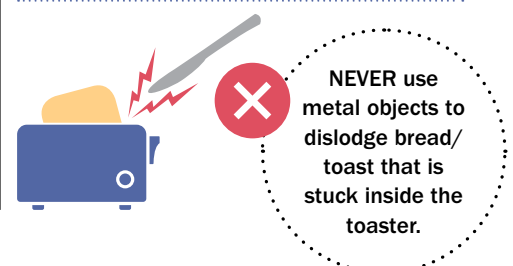 NEVER use
metal objects to
dislodge bread/
toast that is
stuck inside the
toaster.